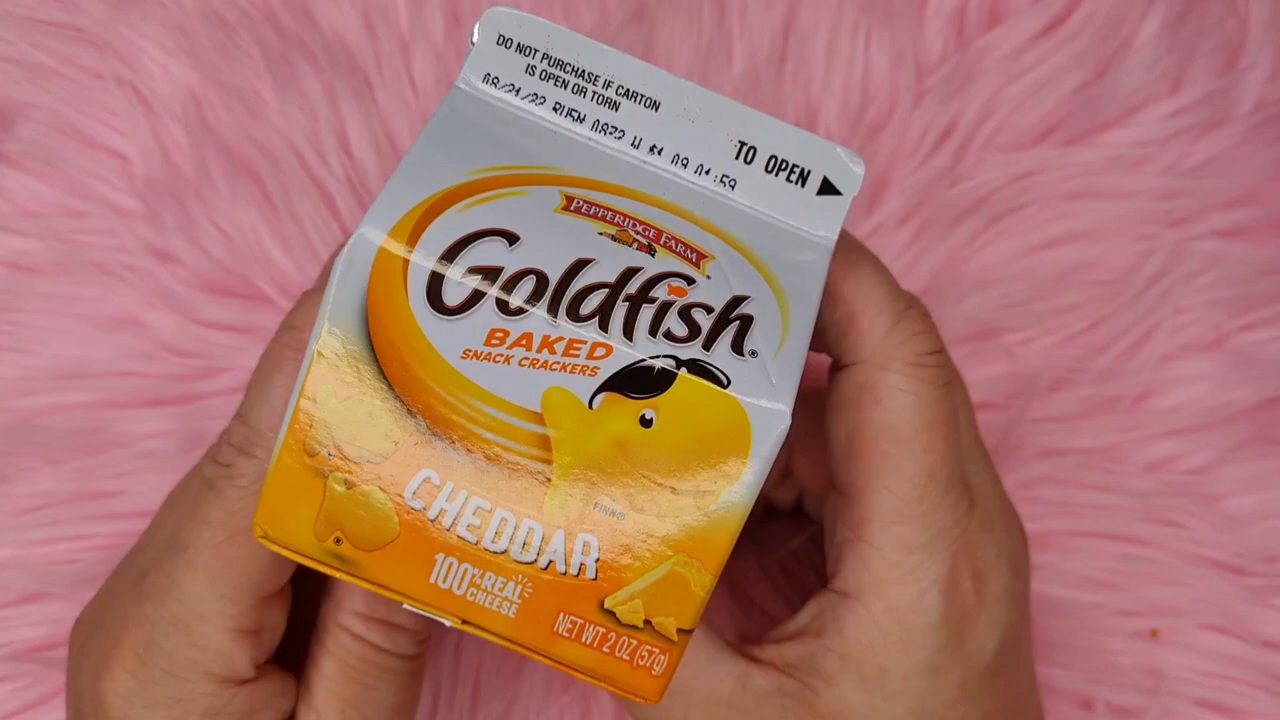 DO NOT PURCHASE IF CARTON
IS OPEN OR TORN
TO OPEN
PEPPERIDGE FARM
Goldfish®
BAKED
SNACK CRACKERS
FINN®
CHEDDAR
®
100% REAL
CHEESE
NET WT 2 OZ (57g)